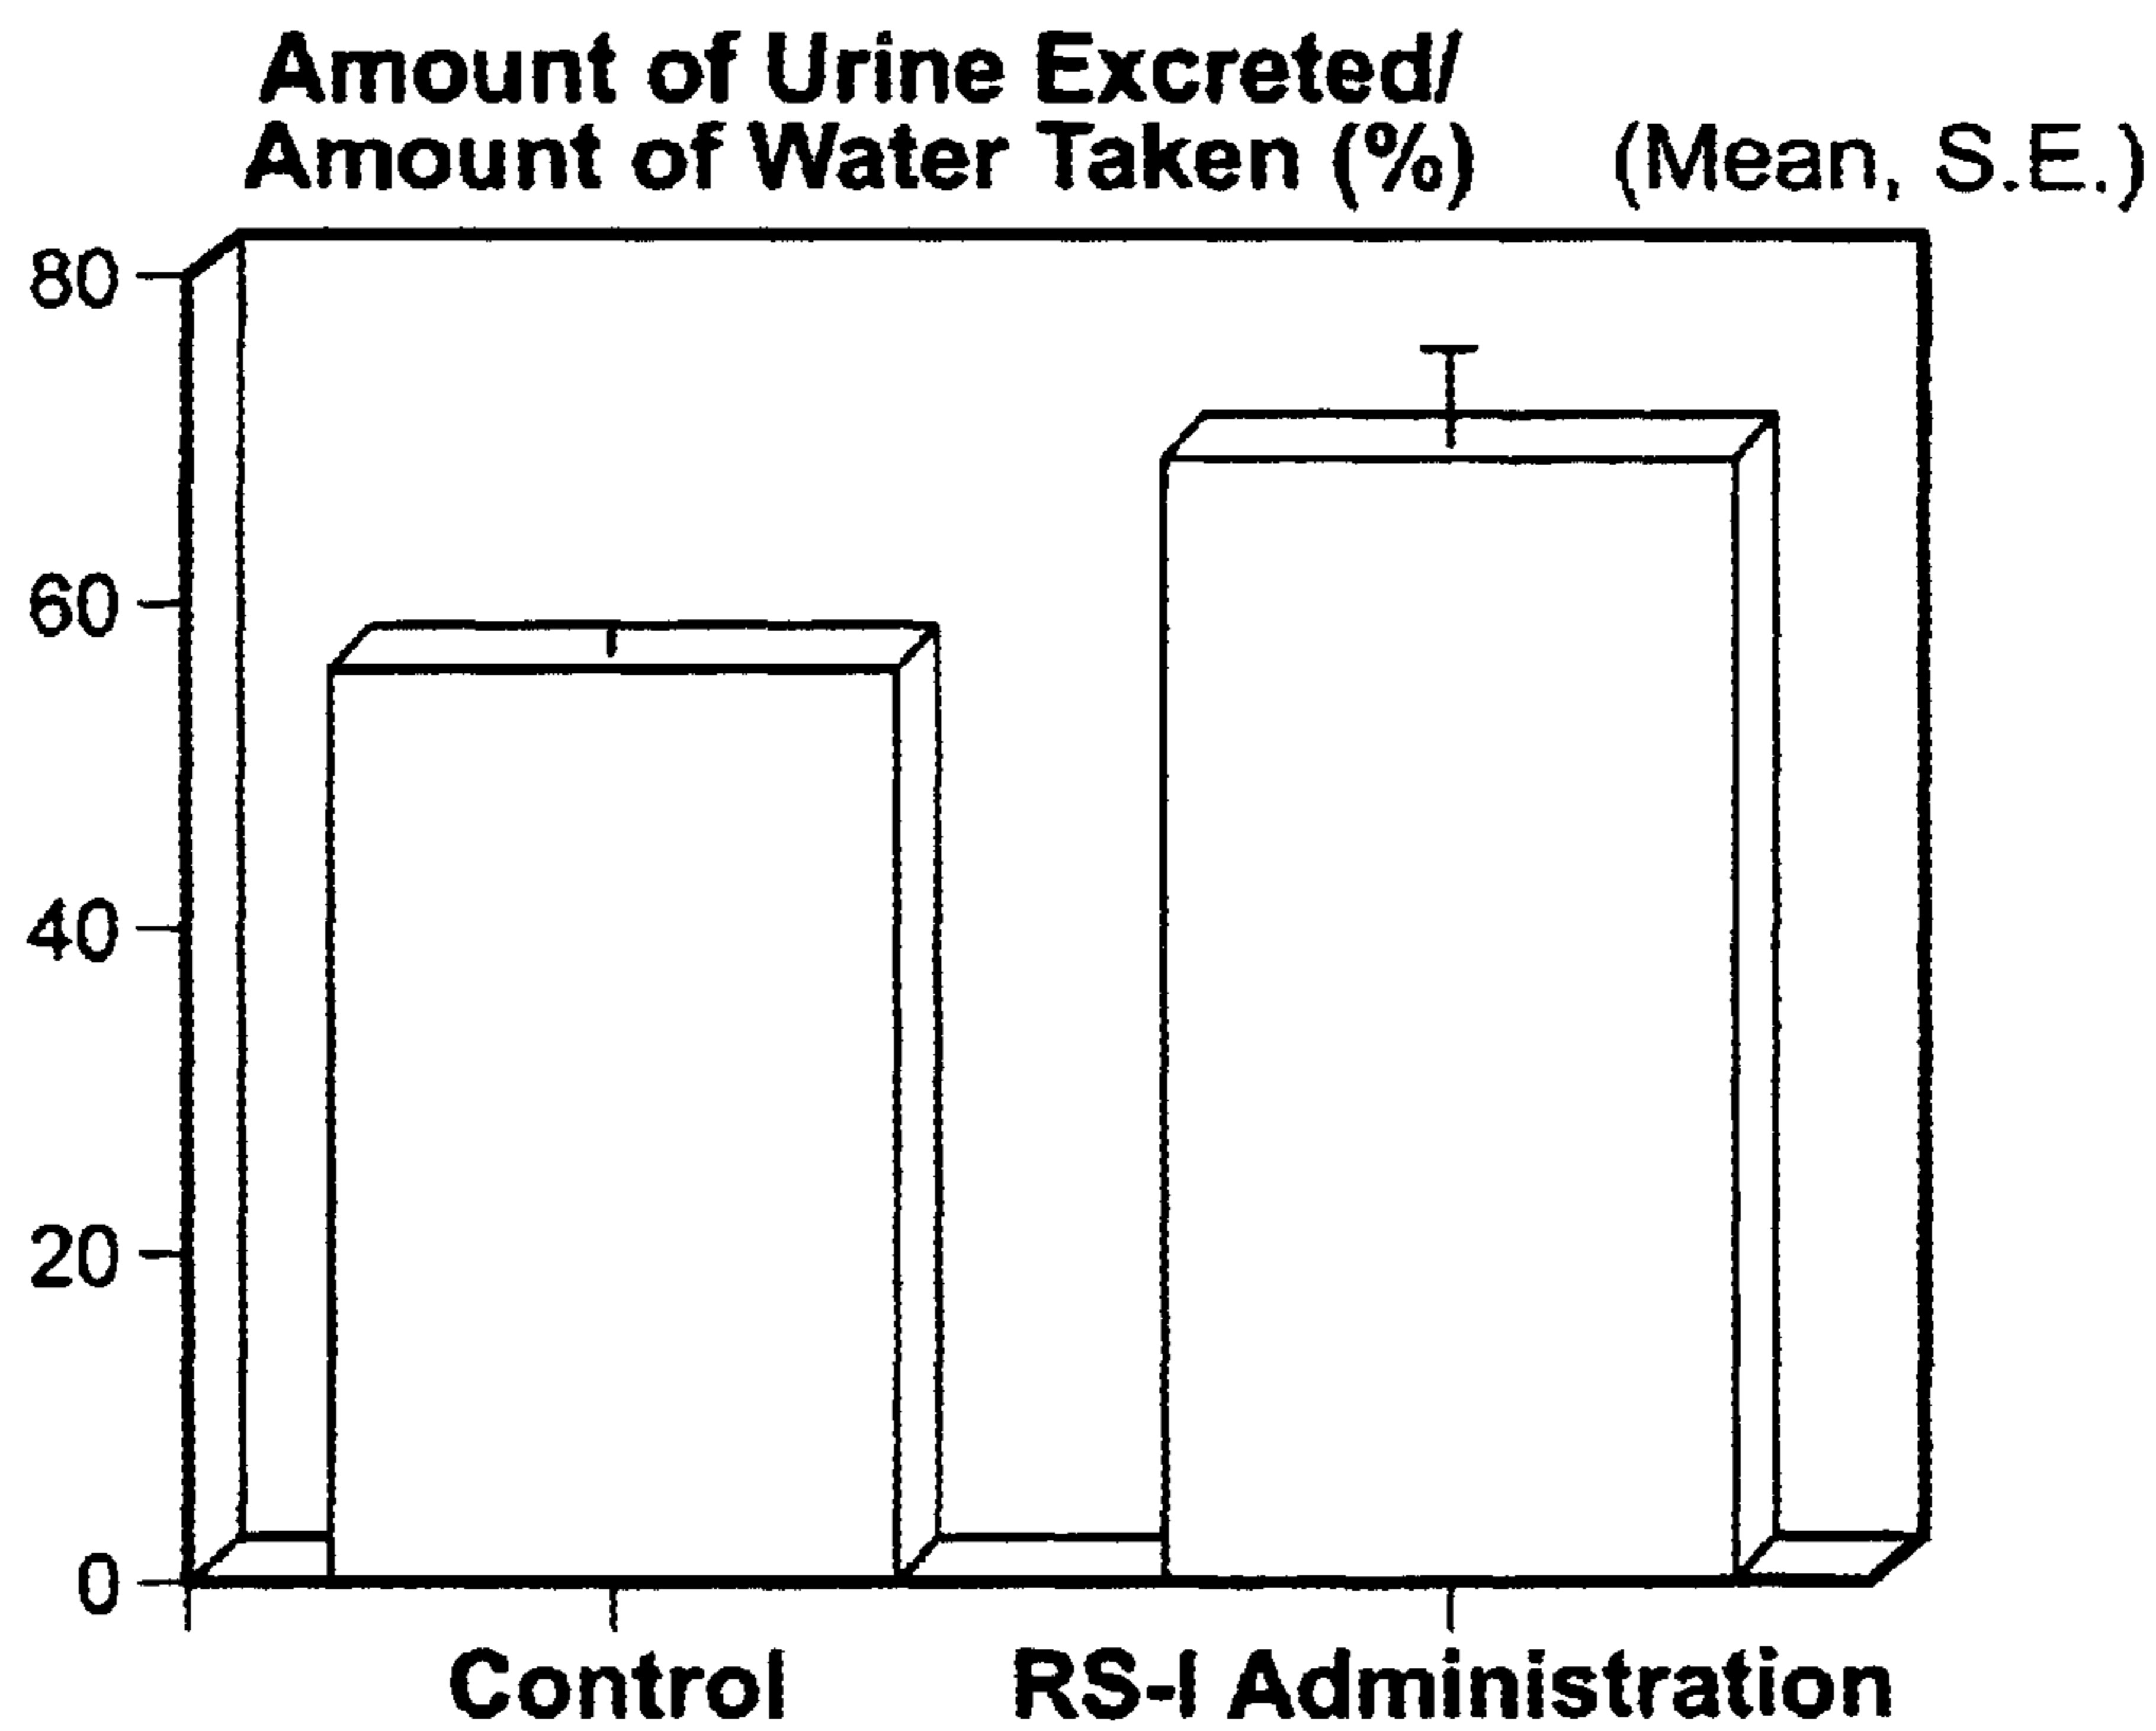 Amount of Urine Excreted/
Amount of Water Taken (%) (Mean, S.E.)
80
60
40
20
0
Control RS-I Administration